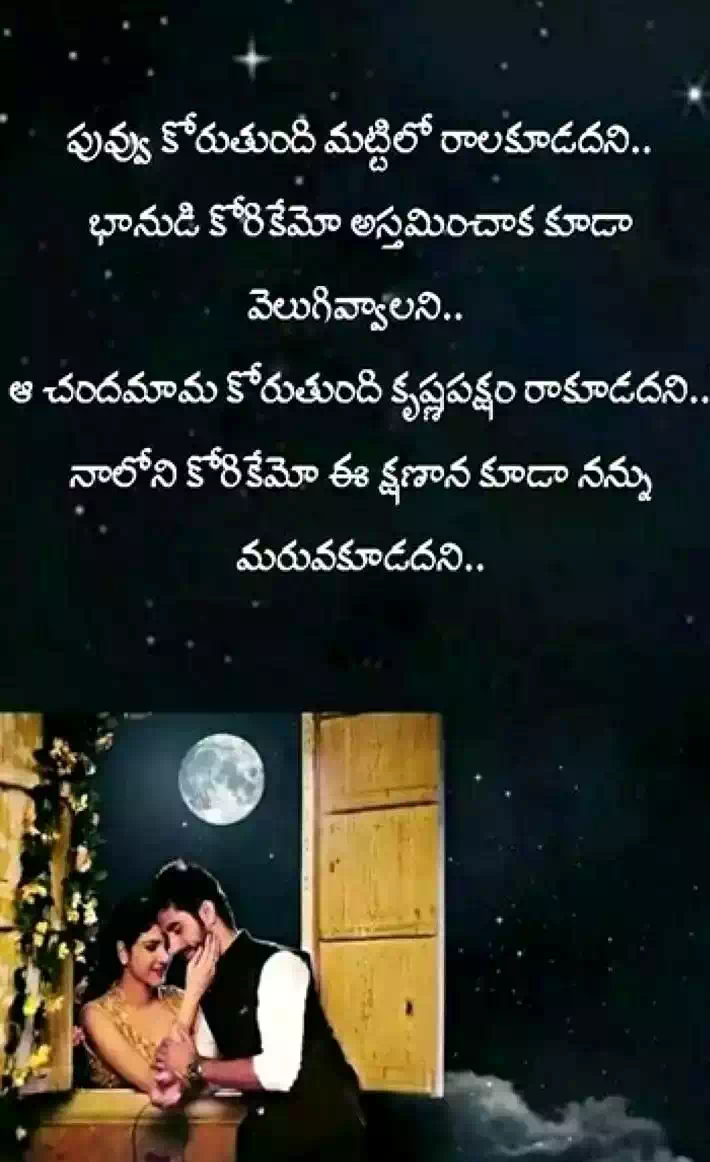 పువ్వు కోరుతుంది మట్టిలో రాలకూడదని..
భానుడి కోరికేమో అస్తమించాక కూడా
వెలుగివ్వాలని..
ఆ చందమామ కోరుతుంది కృష్ణపక్షం రాకూడదని..
నాలోని కోరికేమో ఈ క్షణాన కూడా నన్ను
మరువకూడదని..